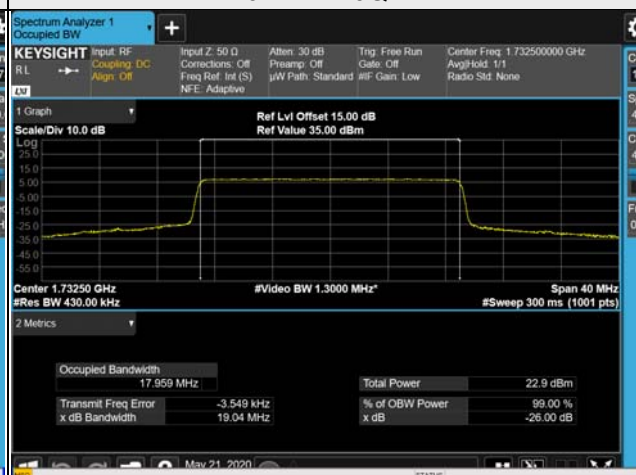 Spectrum Analyzer 1
Occupied BW
KEYSIGHT Input: RF Input Z: 50 Ω Atten: 30 dB Trig: Free Run Center Freq: 1.732500000 GHz
RL Coupling: DC Corrections: Off Preamp: Off Gate: Off Avg|Hold: 1/1
Align: Off Freq Ref: Int (S) µW Path: Standard #IF Gain: Low Radio Std: None
LXI NFE: Adaptive
1 Graph
Ref Lvl Offset 15.00 dB
Scale/Div 10.0 dB Ref Value 35.00 dBm
Log
25.0
15.0
5.00
-5.00
-15.0
-25.0
-35.0
-45.0
-55.0
Center 1.73250 GHz #Video BW 1.3000 MHz* Span 40 MHz
#Res BW 430.00 kHz #Sweep 300 ms (1001 pts)
2 Metrics
Occupied Bandwidth
17.959 MHz Total Power 22.9 dBm
Transmit Freq Error -3.549 kHz % of OBW Power 99.00 %
x dB Bandwidth 19.04 MHz x dB -26.00 dB
May 21, 2020
STATUS